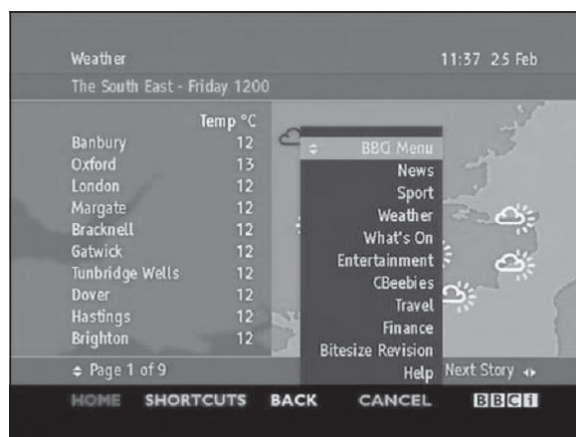 Weather 11:37 25 Feb
The South East - Friday 1200
Temp °C
Banbury 12
Oxford 13
London 12
Margate 12
Bracknell 12
Gatwick 12
Tunbridge Wells 12
Dover 12
Hastings 12
Brighton 12
BBCi Menu
News
Sport
Weather
What's On
Entertainment
CBeebies
Travel
Finance
Bitesize Revision
Help
Page 1 of 9 Next Story
HOME SHORTCUTS BACK CANCEL BBCi